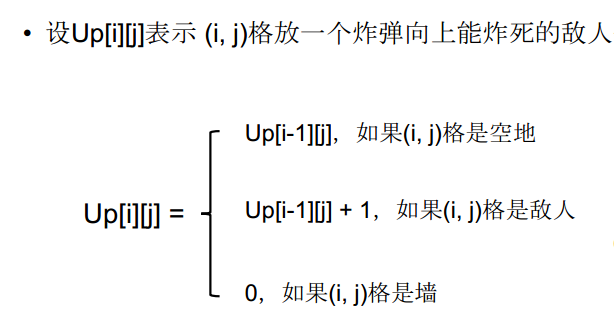 • 设Up[i][j]表示 (i, j)格放一个炸弹向上能炸死的敌人
Up[i-1][j]，如果(i, j)格是空地
Up[i][j] =
Up[i-1][j] + 1，如果(i, j)格是敌人
0，如果(i, j)格是墙